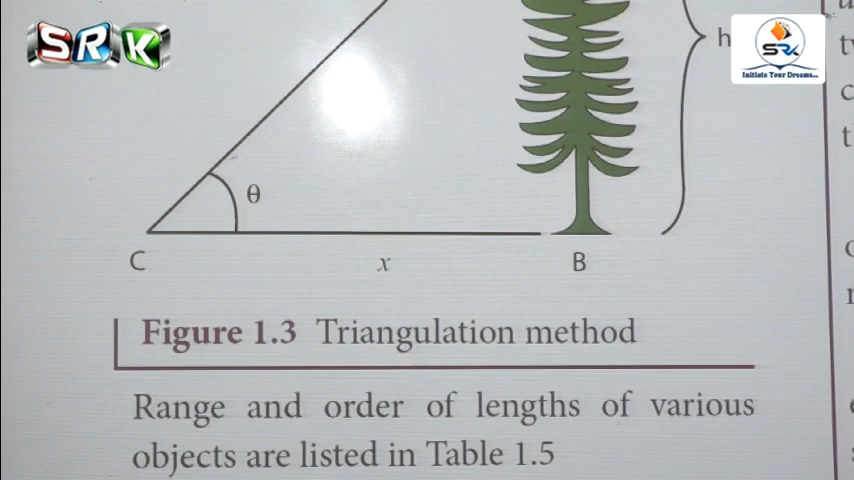 SRK
h
SRK
Initiate Your Dreams...
θ
C
x
B
Figure 1.3 Triangulation method
Range and order of lengths of various
objects are listed in Table 1.5